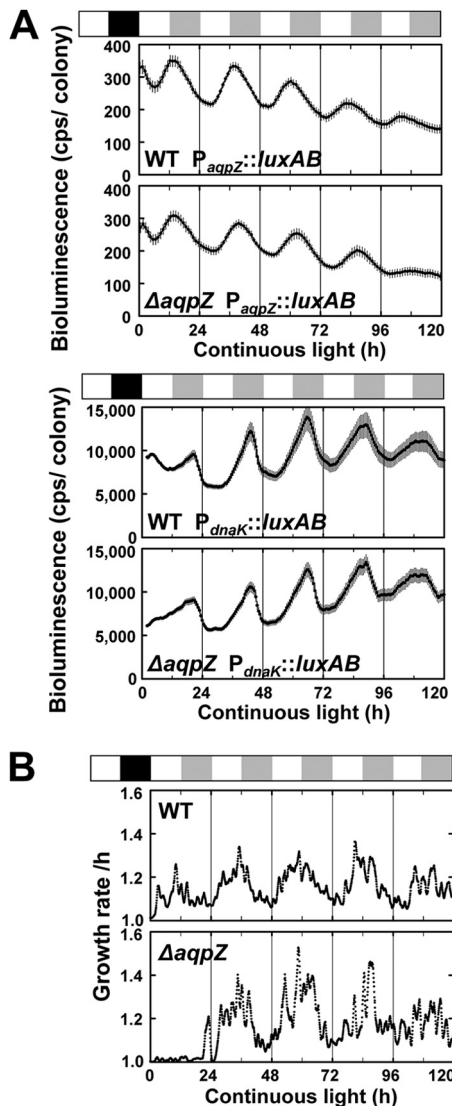 A
Bioluminescence (cps/ colony)
400
300
200
100
0
WT PaqpZ::luxAB
400
300
200
100
0
ΔaqpZ PaqpZ::luxAB
0 24 48 72 96 120
Continuous light (h)
Bioluminescence (cps/ colony)
15,000
10,000
5,000
0
WT PdnaK::luxAB
15,000
10,000
5,000
0
ΔaqpZ PdnaK::luxAB
0 24 48 72 96 120
Continuous light (h)
B
Growth rate /h
1.6
1.4
1.2
1.0
WT
1.6
1.4
1.2
1.0
ΔaqpZ
0 24 48 72 96 120
Continuous light (h)